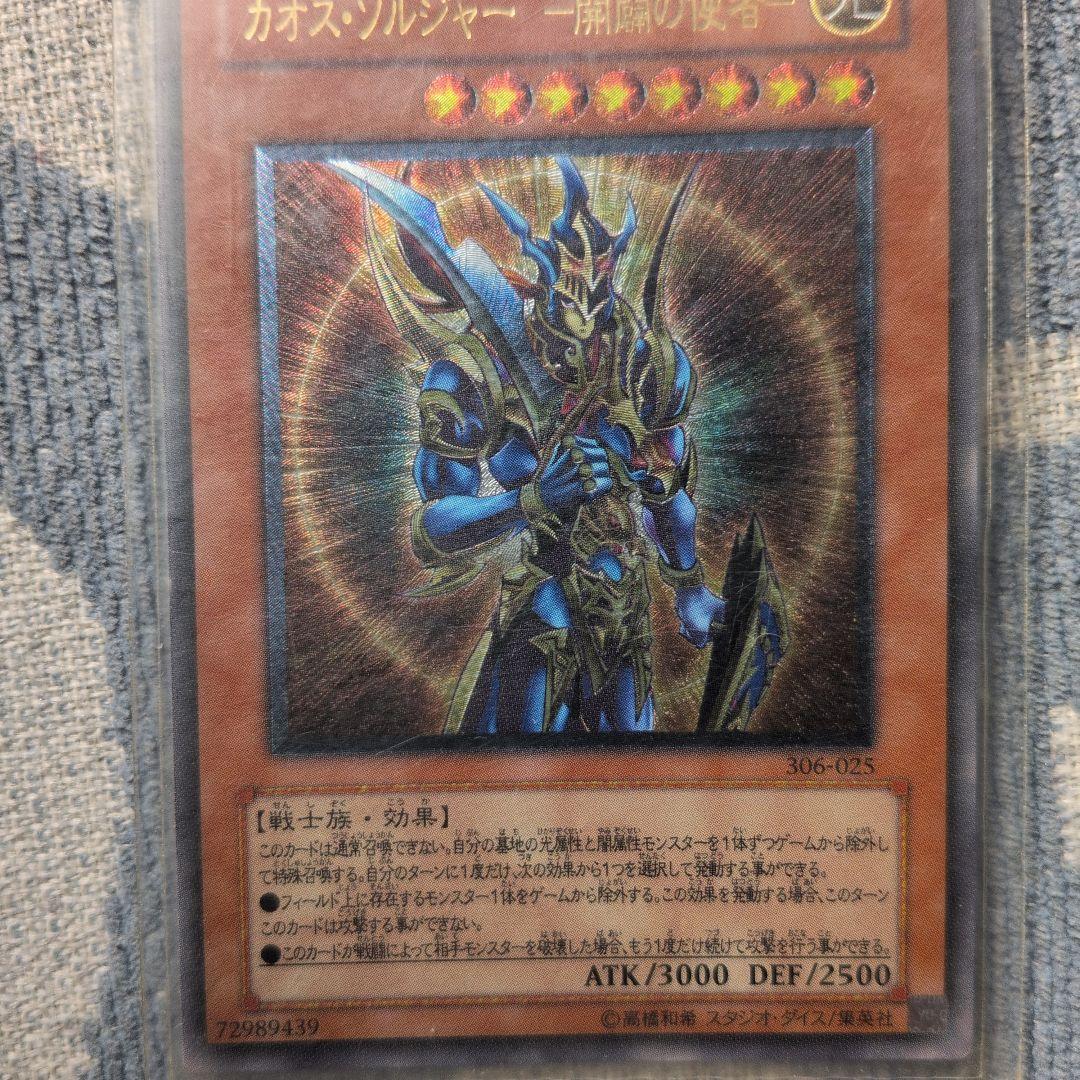 カオス・ソルジャー －開闢の使者－
光
306-025
【戦士族・効果】
このカードは通常召喚できない。自分の墓地の光属性と闇属性モンスターを1体ずつゲームから除外し
て特殊召喚する。自分のターンに1度だけ、次の効果から1つを選択して発動する事ができる。
●フィールド上に存在するモンスター1体をゲームから除外する。この効果を発動する場合、このターン
このカードは攻撃する事ができない。
●このカードが戦闘によって相手モンスターを破壊した場合、もう1度だけ続けて攻撃を行う事ができる。
ATK/3000 DEF/2500
72989439
©高橋和希 スタジオ・ダイス/集英社